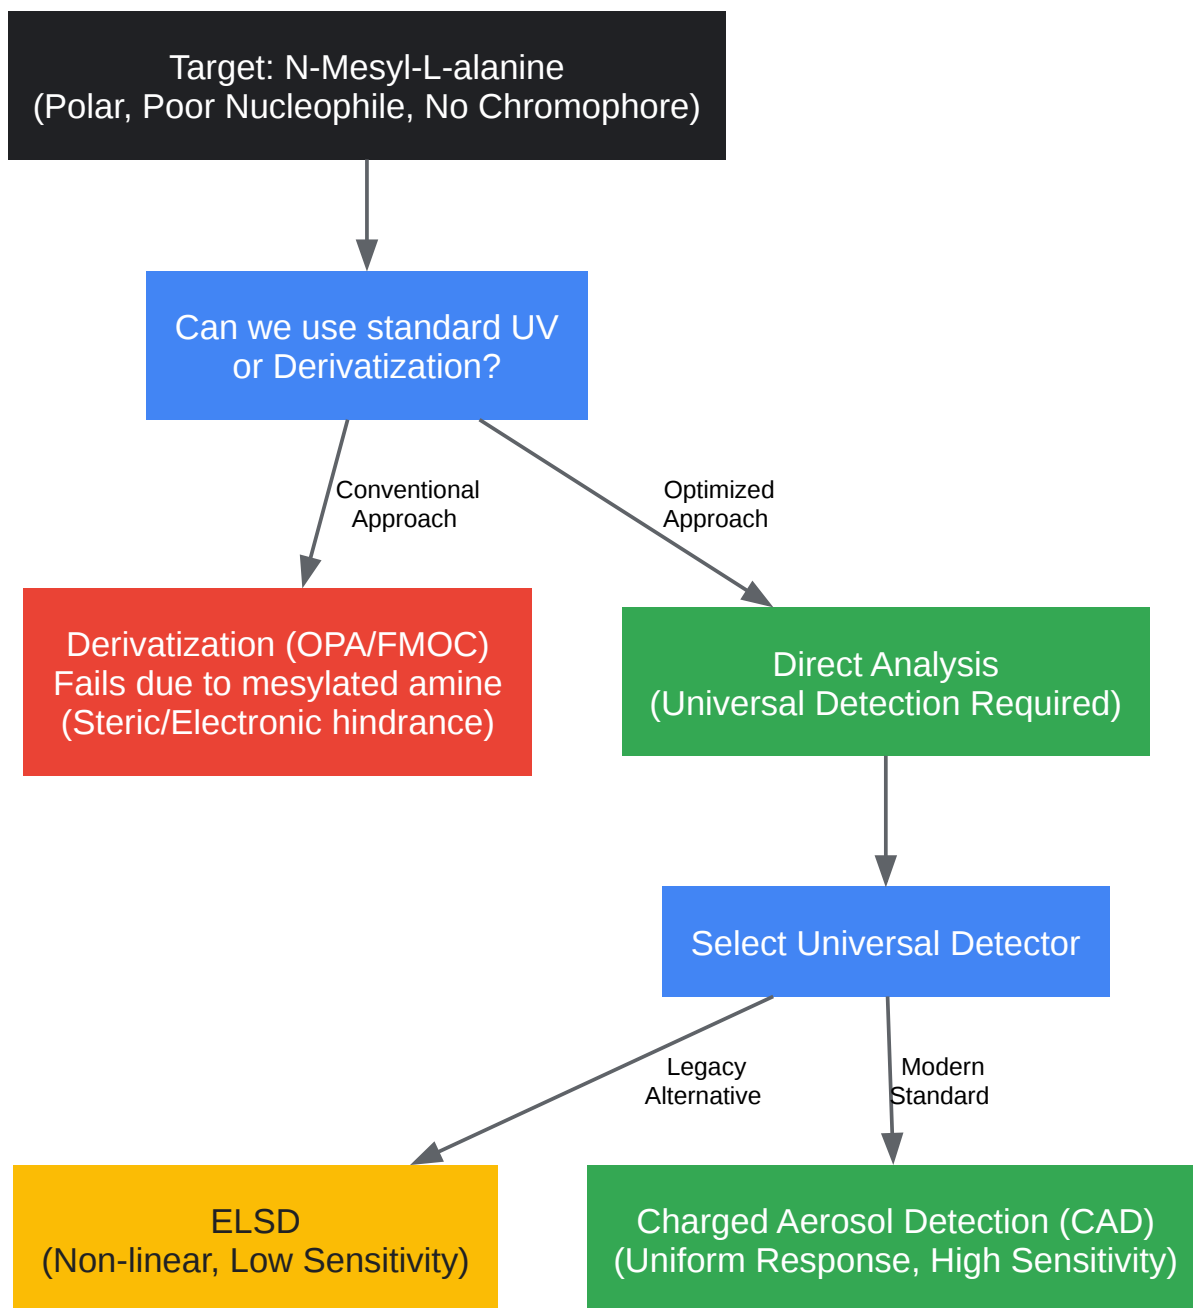 Target: N-Mesyl-L-alanine
(Polar, Poor Nucleophile, No Chromophore)
Can we use standard UV
or Derivatization?
Conventional
Approach
Optimized
Approach
Derivatization (OPA/FMOC)
Fails due to mesylated amine
(Steric/Electronic hindrance)
Direct Analysis
(Universal Detection Required)
Select Universal Detector
Legacy
Alternative
Modern
Standard
ELSD
(Non-linear, Low Sensitivity)
Charged Aerosol Detection (CAD)
(Uniform Response, High Sensitivity)